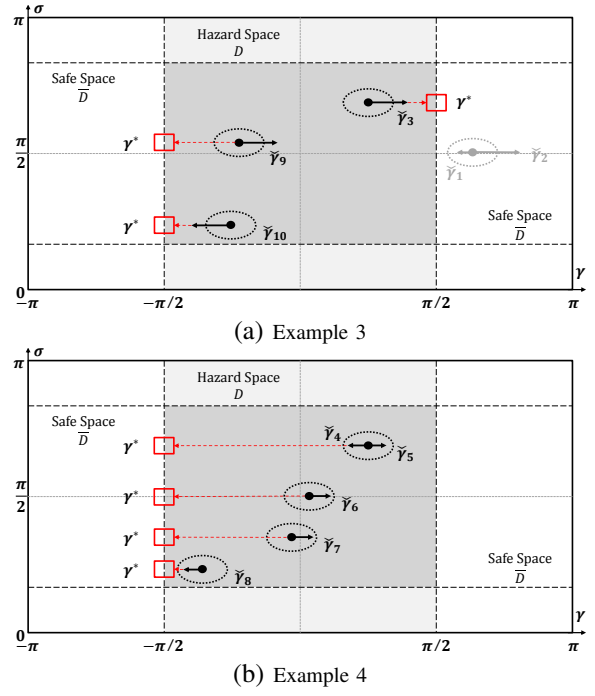 π σ
Hazard Space
D
Safe Space
D̅
γ*
γ̆₃
γ*
π/2
γ̆₉
γ̆₁
γ̆₂
γ*
γ̆₁₀
Safe Space
D̅
0
γ
−π
−π/2
π/2
π
(a) Example 3
π σ
Hazard Space
D
Safe Space
D̅
γ*
γ̆₄
γ̆₅
π/2
γ*
γ̆₆
γ*
γ̆₇
γ*
γ̆₈
Safe Space
D̅
0
γ
−π
−π/2
π/2
π
(b) Example 4